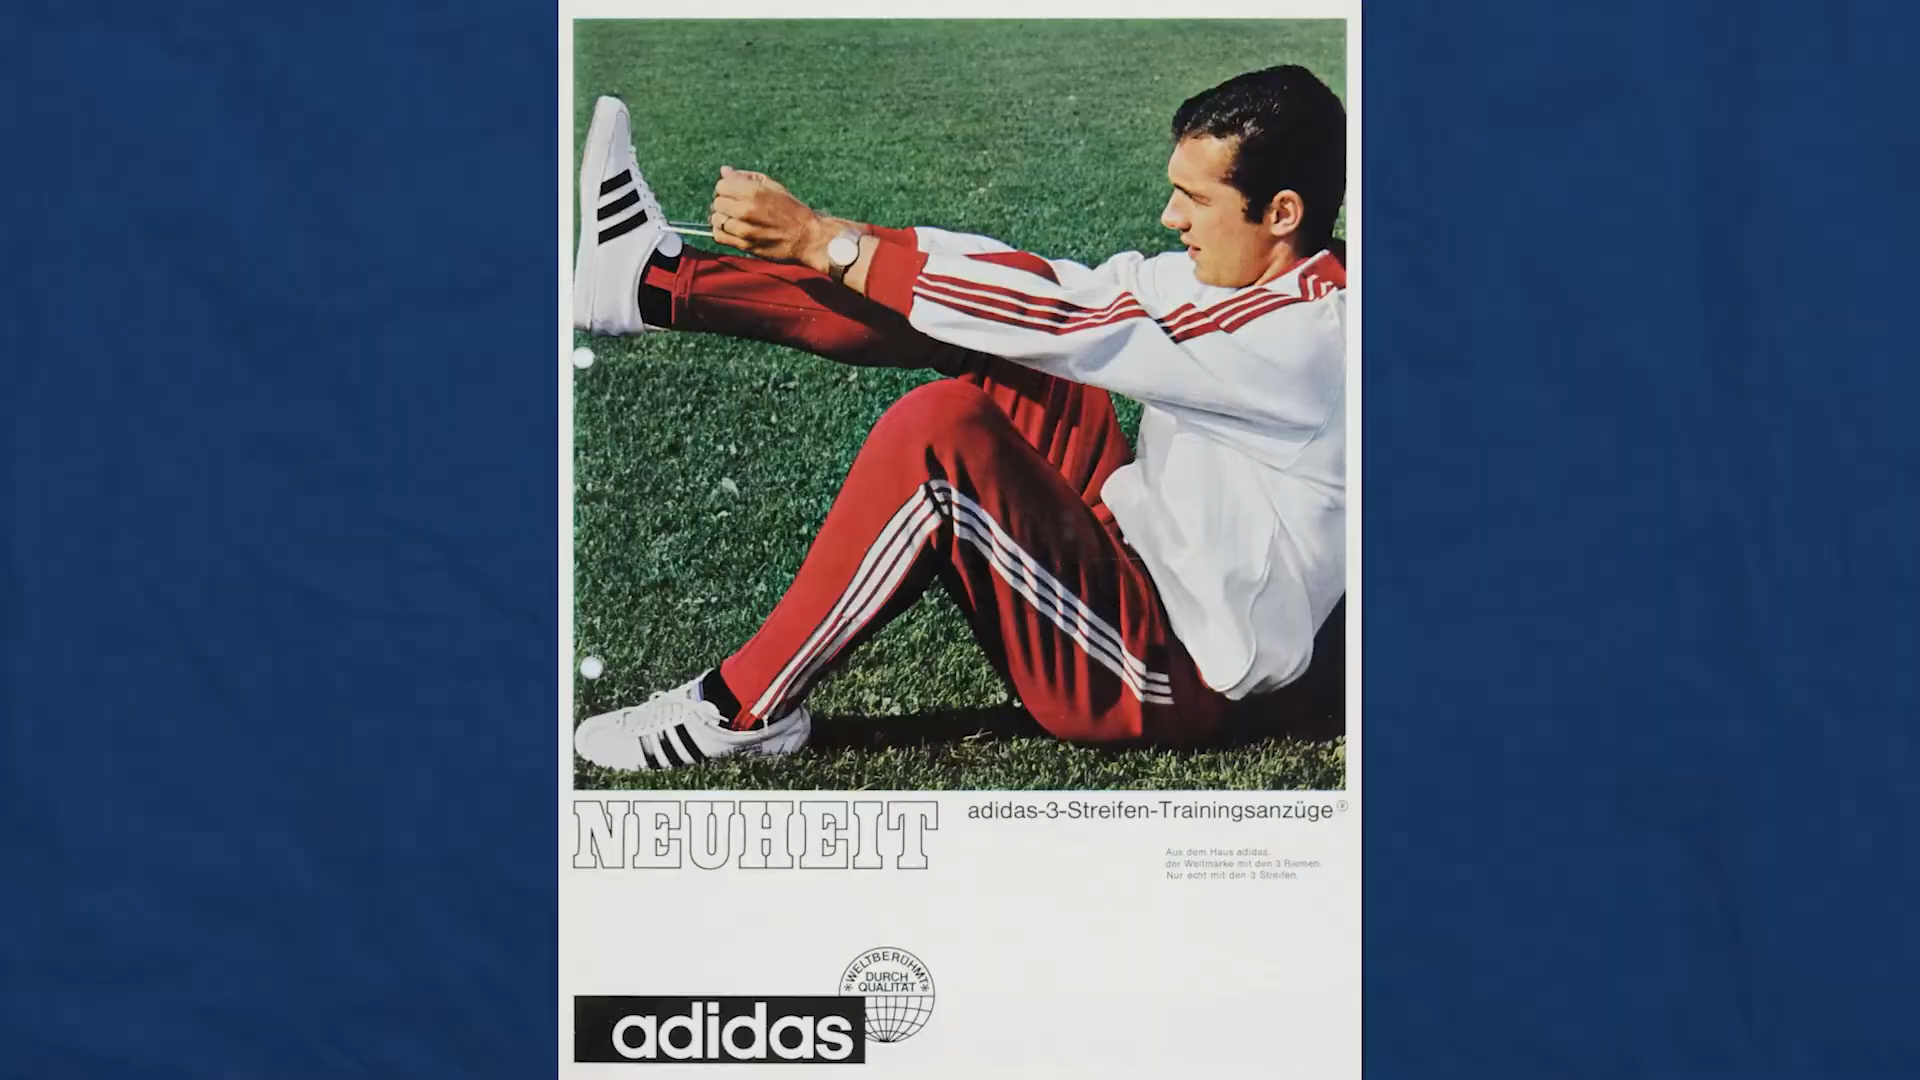 NEUHEIT
adidas-3-Streifen-Trainingsanzüge®
Aus dem Haus adidas,
der Weltmarke mit den 3 Riemen.
Nur echt mit den 3 Streifen.
WELTBERÜHMT
DURCH
QUALITÄT
adidas